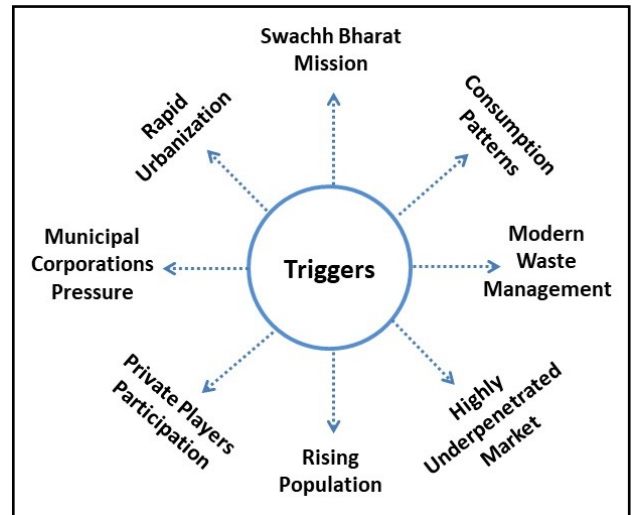 Swachh Bharat
Mission
Consumption
Patterns
Modern
Waste
Management
Highly
Underpenetrated
Market
Rising
Population
Private Players
Participation
Municipal
Corporations
Pressure
Rapid
Urbanization
Triggers